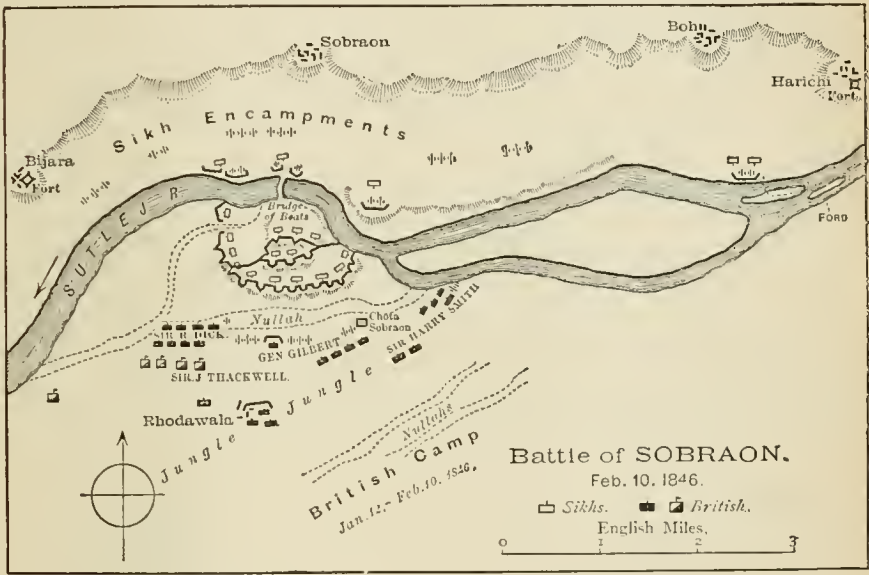 Sobraon
Bohu
Harichi
Fort
Sikh Encampments
Bijara
Fort
SUTLEJ R
Bridge
of Boats
FORD
Nullah
Chota
Sobraon
SIR R. DICK.
GEN GILBERT
SIR HARRY SMITH
SIR.J THACKWELL.
Rhodawala
Jungle Jungle
Nullahs
British Camp
Jan.12.- Feb.10. 1846.
Battle of SOBRAON.
Feb. 10. 1846.
Sikhs. British.
English Miles.
0 1 2 3